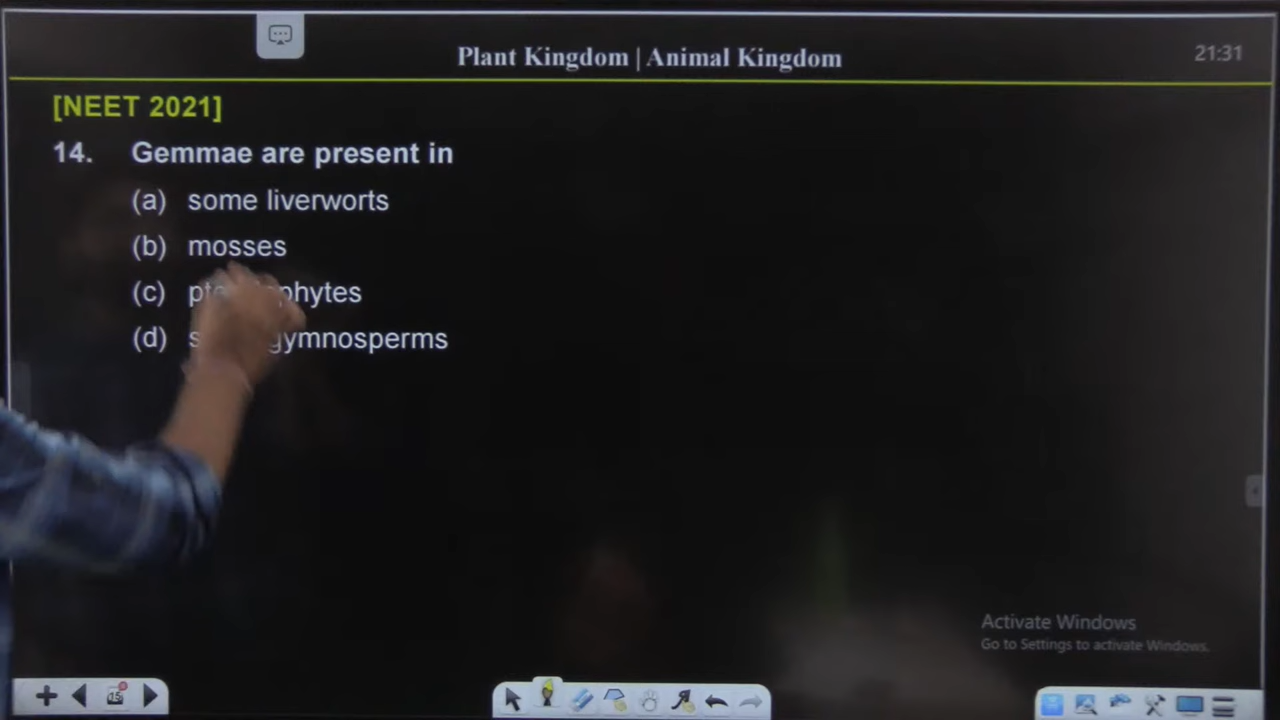 Plant Kingdom | Animal Kingdom
21:31
[NEET 2021]
14. Gemmae are present in
(a) some liverworts
(b) mosses
(c)
(d) gymnosperms
Activate Windows
Go to Settings to activate Windows.
15